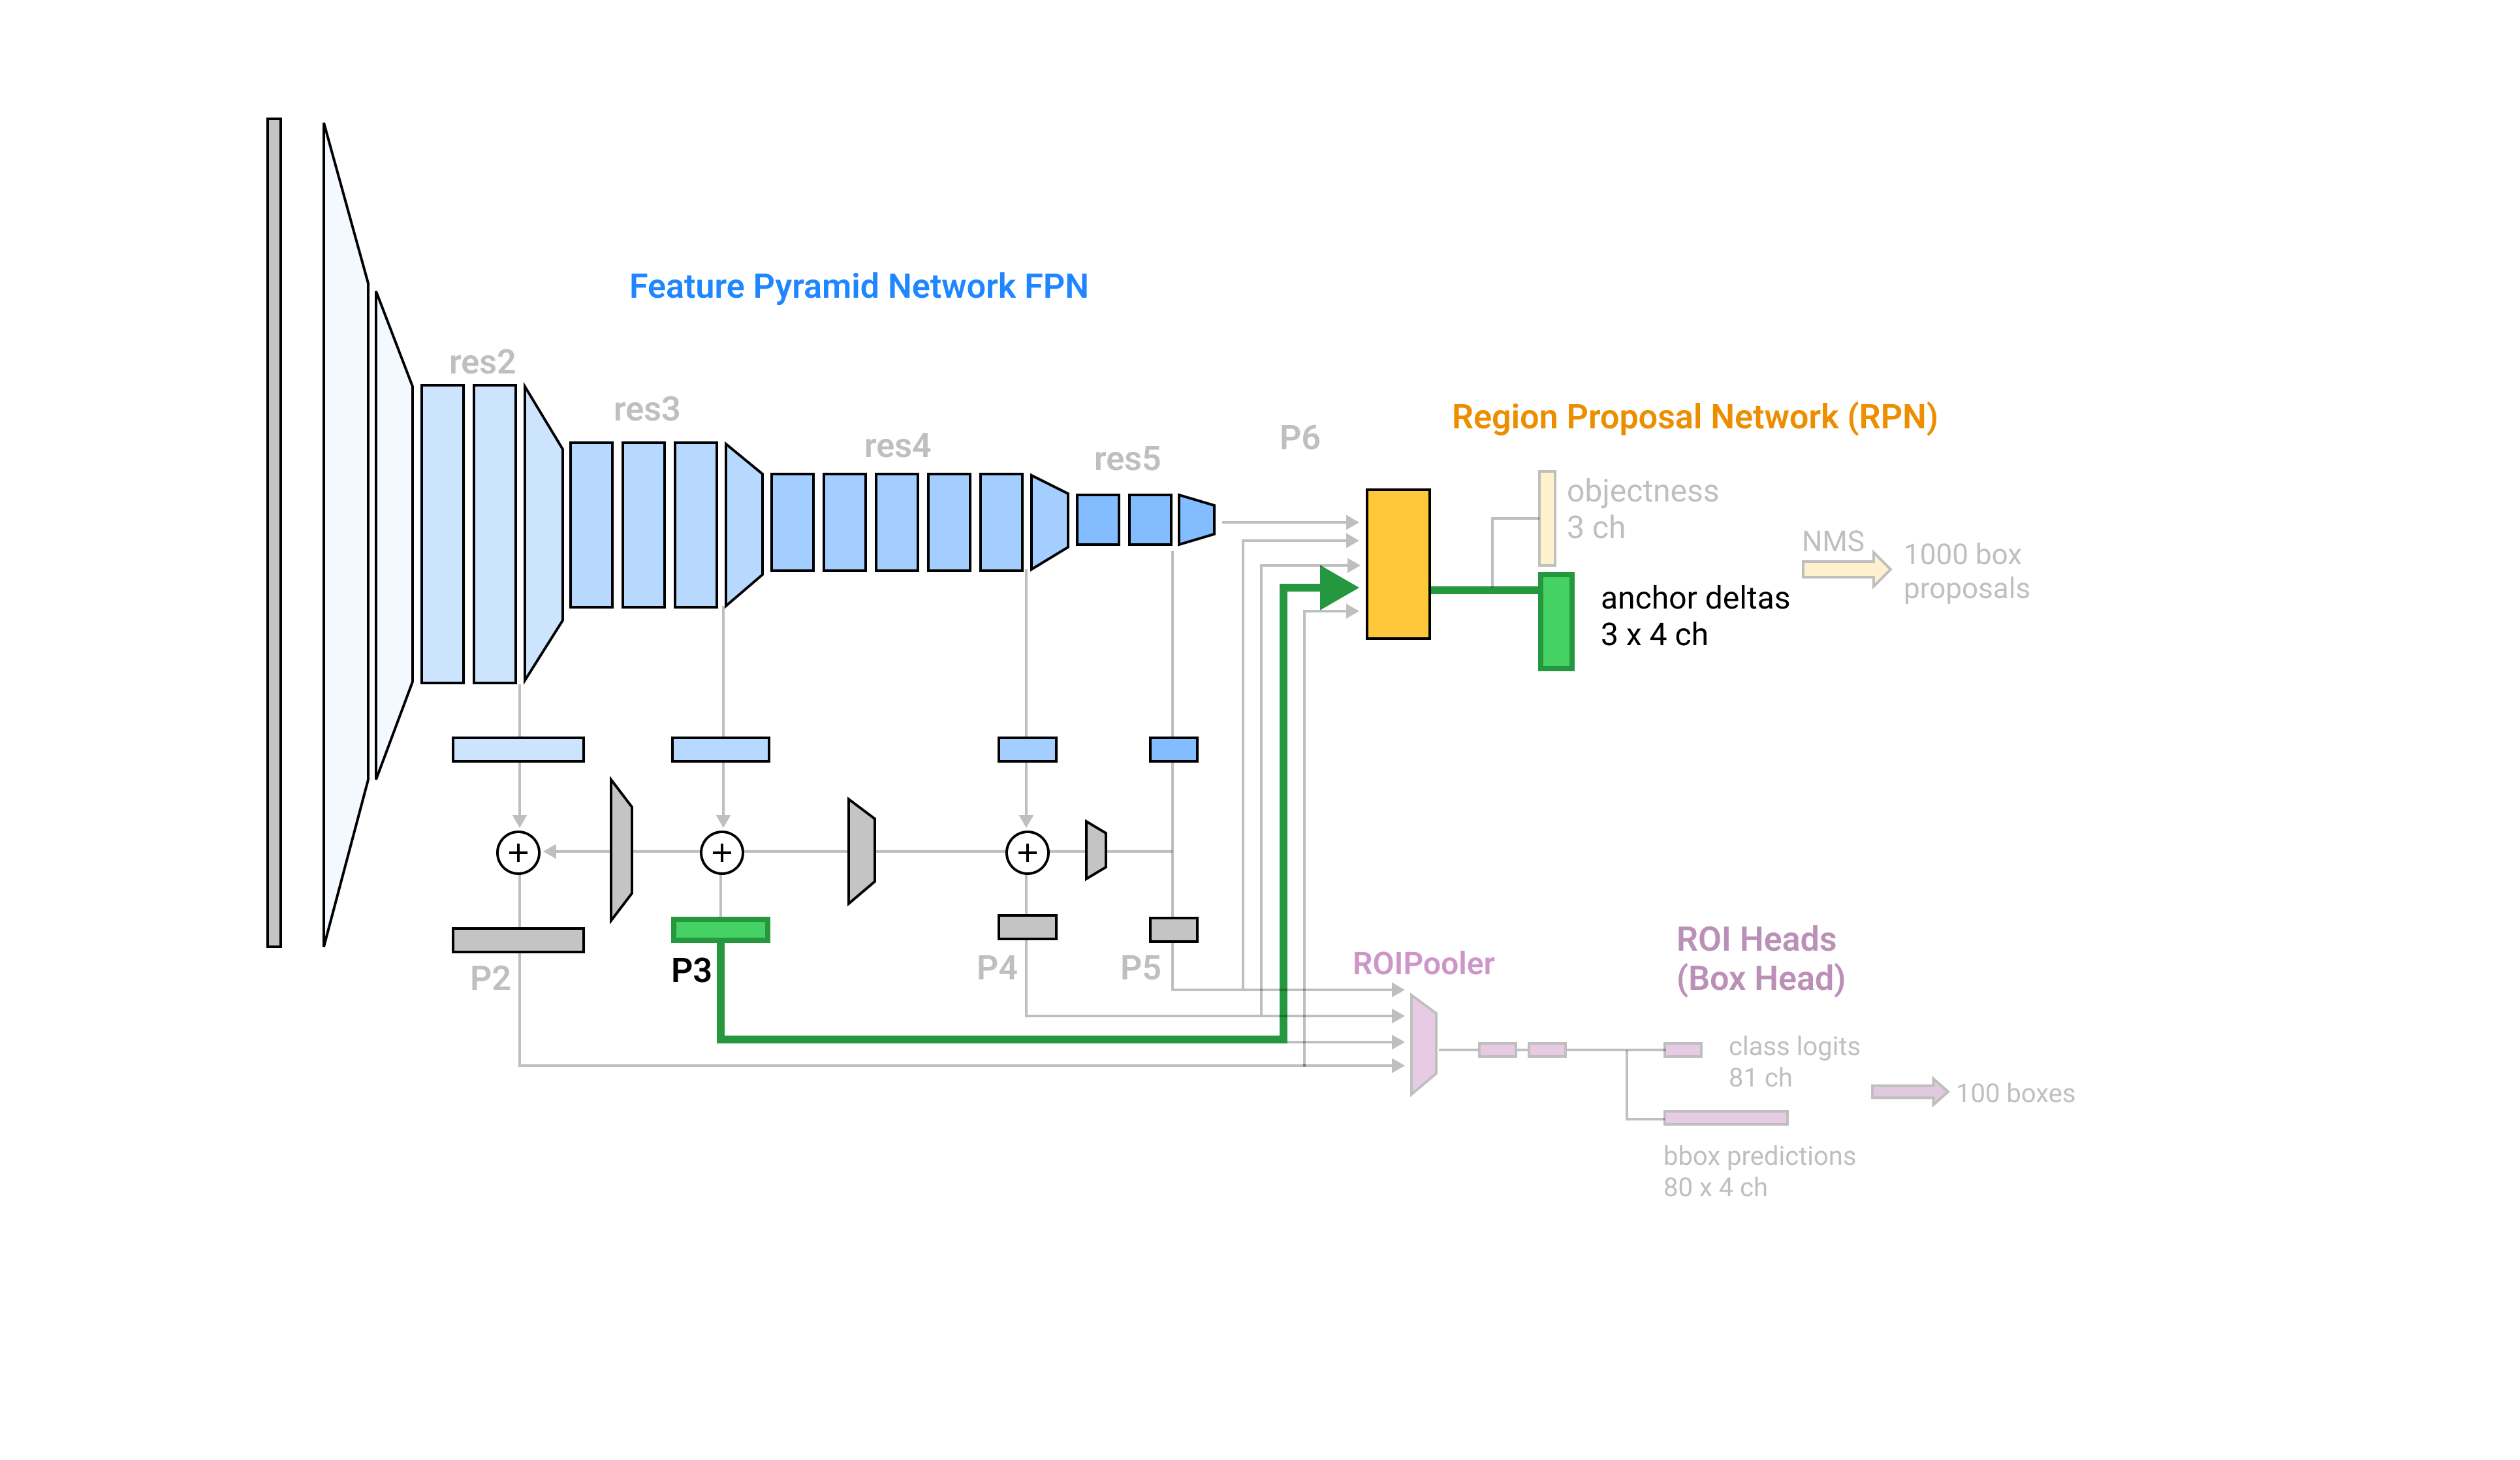 Feature Pyramid Network FPN
res2
res3
res4
res5
P6
Region Proposal Network (RPN)
objectness
3 ch
NMS
1000 box
proposals
anchor deltas
3 x 4 ch
+
+
+
P2
P3
P4
P5
ROIPooler
ROI Heads
(Box Head)
class logits
81 ch
100 boxes
bbox predictions
80 x 4 ch